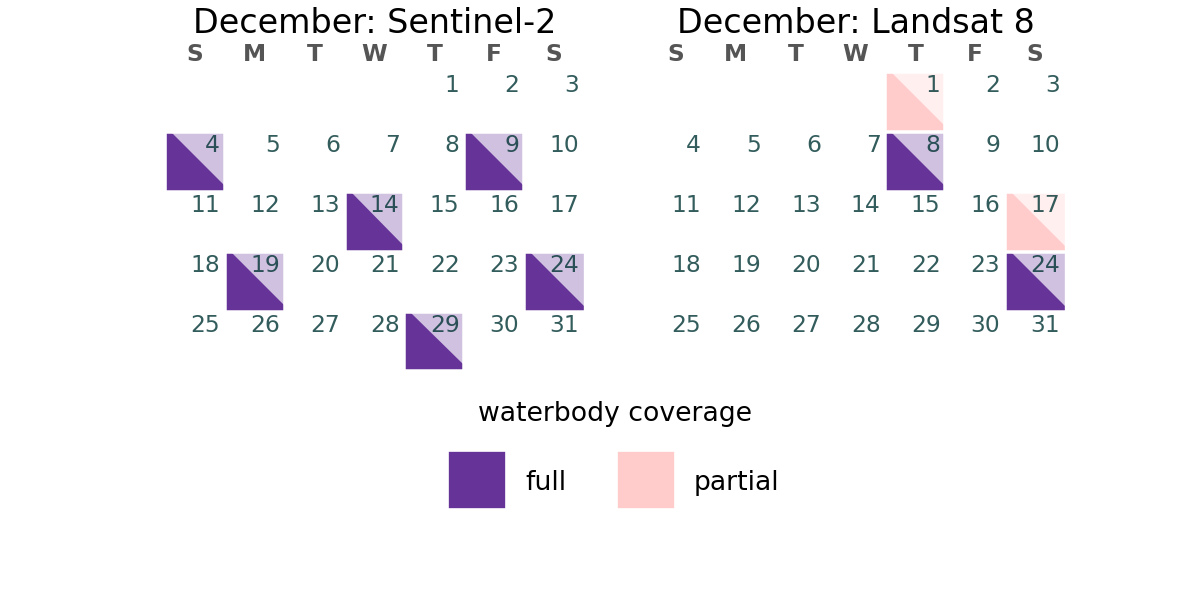 December: Sentinel-2
S M T W T F S
1 2 3
4 5 6 7 8 9 10
11 12 13 14 15 16 17
18 19 20 21 22 23 24
25 26 27 28 29 30 31
December: Landsat 8
S M T W T F S
1 2 3
4 5 6 7 8 9 10
11 12 13 14 15 16 17
18 19 20 21 22 23 24
25 26 27 28 29 30 31
waterbody coverage
full
partial